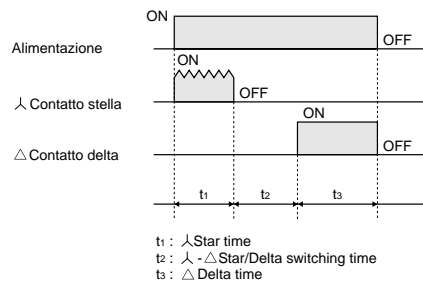 ON
Alimentazione
OFF
ON
⅄ Contatto stella
OFF
ON
△ Contatto delta
OFF
t1 t2 t3
t1 : ⅄Star time
t2 : ⅄ - △Star/Delta switching time
t3 : △ Delta time